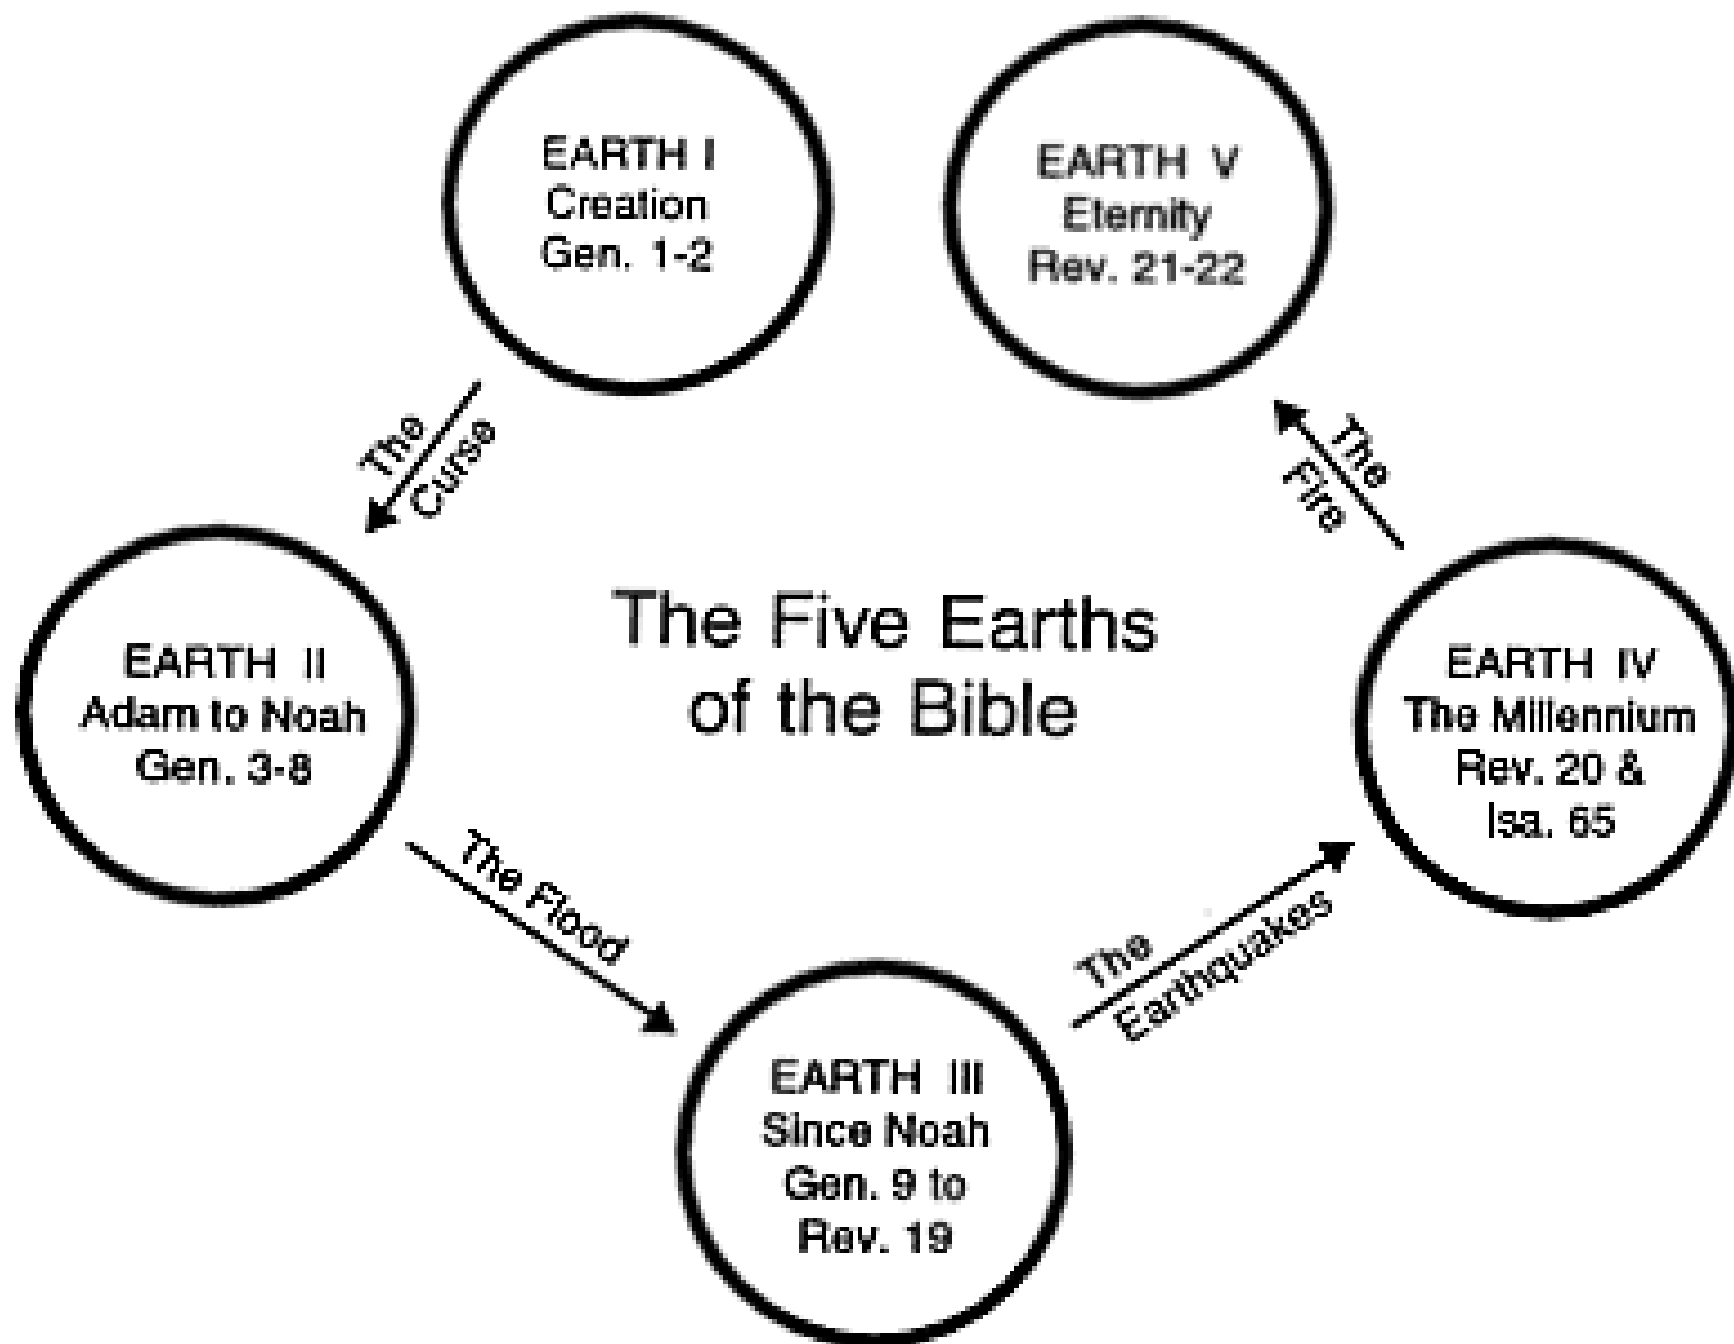 EARTH I
Creation
Gen. 1-2
EARTH V
Eternity
Rev. 21-22
The
Curse
The
Fire
The Five Earths
of the Bible
EARTH II
Adam to Noah
Gen. 3-8
EARTH IV
The Millennium
Rev. 20 &
Isa. 65
The Flood
The
Earthquakes
EARTH III
Since Noah
Gen. 9 to
Rev. 19